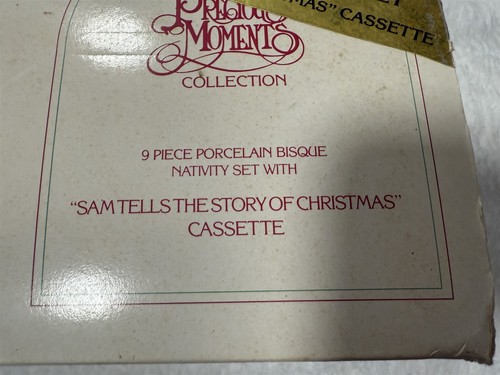 PRECIOUS
MOMENTS
COLLECTION
MAS" CASSETTE
9 PIECE PORCELAIN BISQUE
NATIVITY SET WITH
"SAM TELLS THE STORY OF CHRISTMAS"
CASSETTE